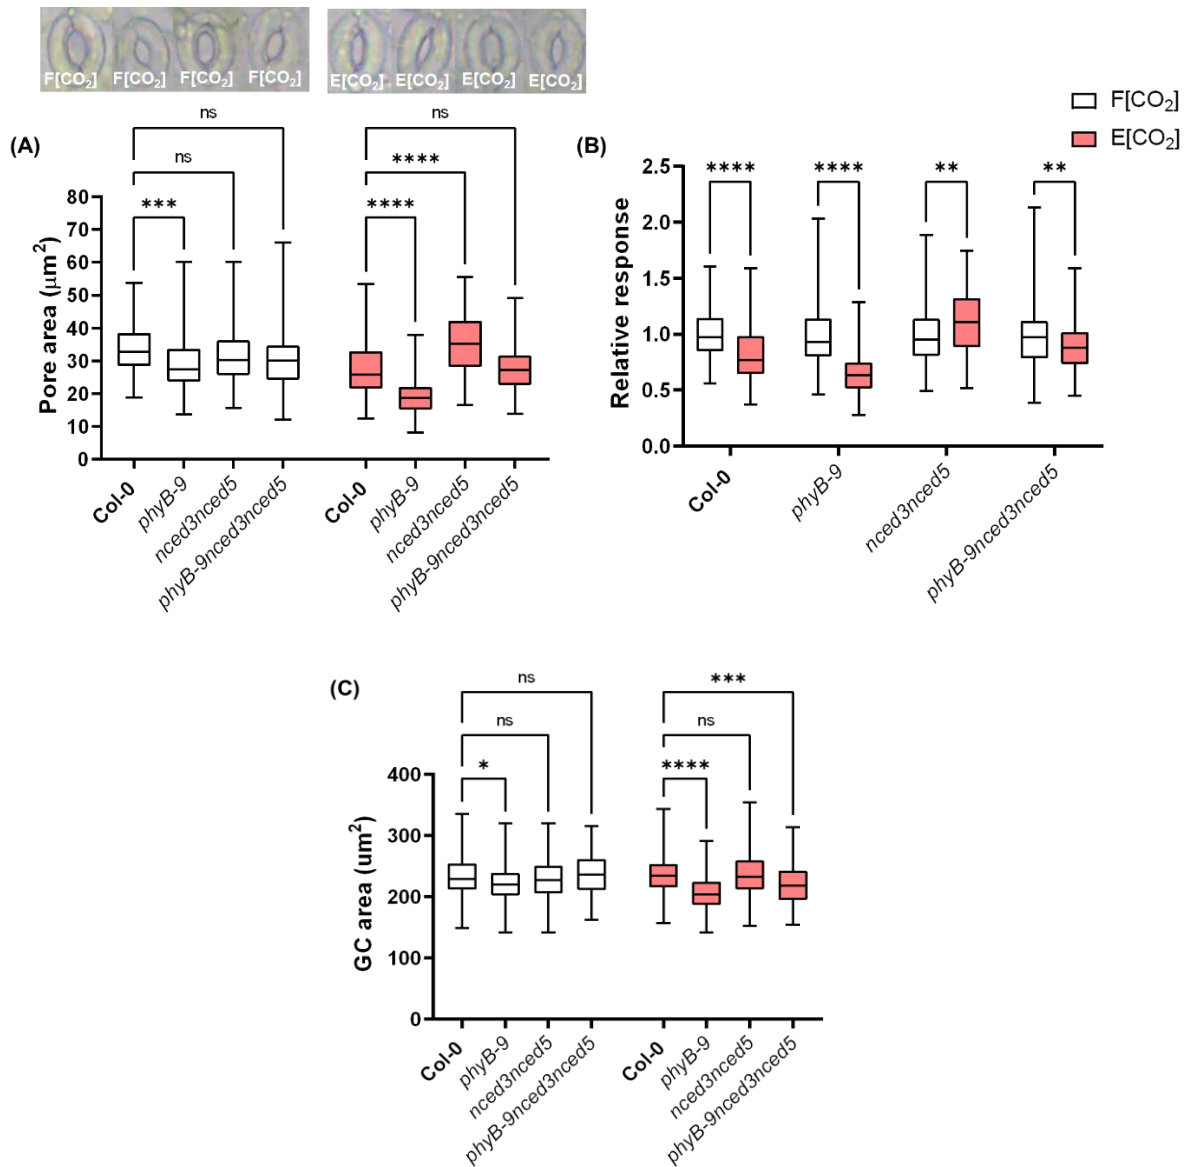 F[CO₂] F[CO₂] F[CO₂] F[CO₂] E[CO₂] E[CO₂] E[CO₂] E[CO₂]
F[CO₂]
E[CO₂]
(A)
ns ns
ns ****
*** ****
Pore area (μm²)
80
70
60
50
40
30
20
10
0
Col-0 phyB-9 nced3nced5 phyB-9nced3nced5 Col-0 phyB-9 nced3nced5 phyB-9nced3nced5
(B)
**** **** ** **
Relative response
2.5
2.0
1.5
1.0
0.5
0.0
Col-0 phyB-9 nced3nced5 phyB-9nced3nced5
(C)
ns ***
ns ns
* ****
GC area (um²)
400
300
200
100
0
Col-0 phyB-9 nced3nced5 phyB-9nced3nced5 Col-0 phyB-9 nced3nced5 phyB-9nced3nced5